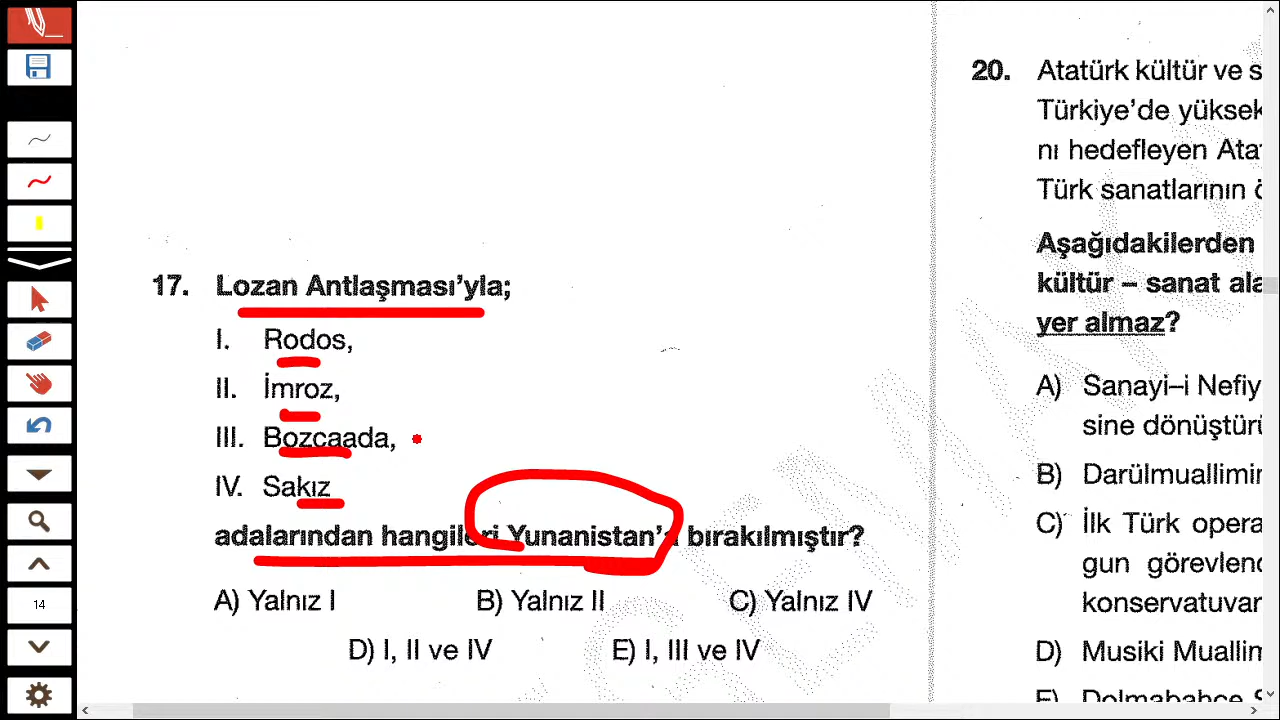 17. Lozan Antlaşması'yla;
I. Rodos,
II. İmroz,
III. Bozcaada,
IV. Sakız
adalarından hangileri Yunanistan'a bırakılmıştır?
A) Yalnız I
B) Yalnız II
C) Yalnız IV
D) I, II ve IV
E) I, III ve IV
20. Atatürk kültür ve s
Türkiye'de yüksek
nı hedefleyen Ata
Türk sanatlarının ö
Aşağıdakilerden
kültür – sanat ala
yer almaz?
A) Sanayi–i Nefiy
sine dönüştürü
B) Darülmuallimin
C) İlk Türk opera
gun görevlend
konservatuvar
D) Musiki Muallim
E) Dolmabahçe S
14